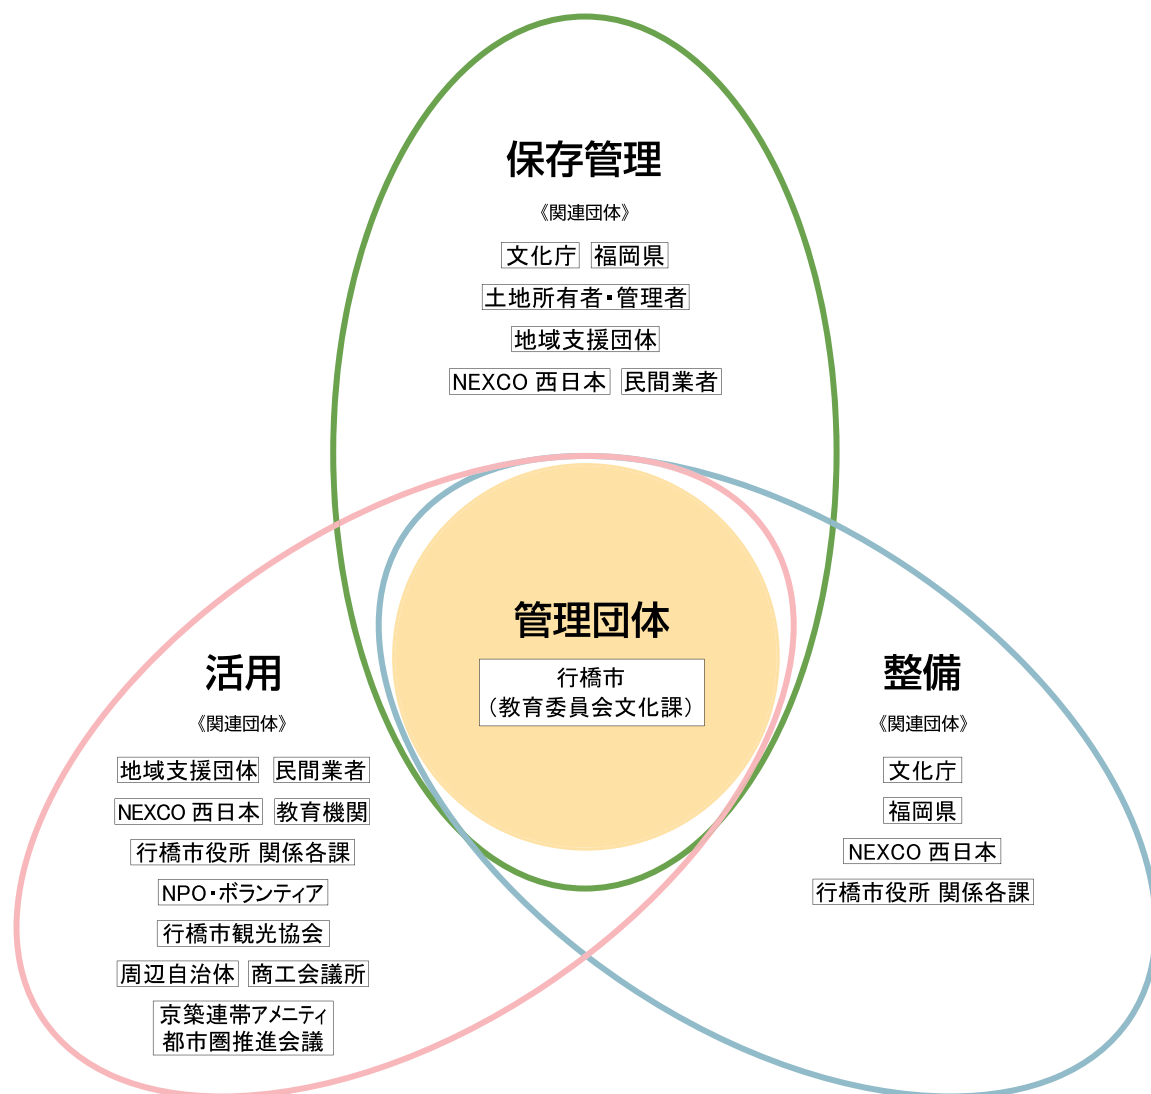 保存管理
《関連団体》
文化庁 福岡県
土地所有者・管理者
地域支援団体
NEXCO 西日本 民間業者
管理団体
行橋市
（教育委員会文化課）
活用
《関連団体》
地域支援団体 民間業者
NEXCO 西日本 教育機関
行橋市役所 関係各課
NPO・ボランティア
行橋市観光協会
周辺自治体 商工会議所
京築連帯アメニティ
都市圏推進会議
整備
《関連団体》
文化庁
福岡県
NEXCO 西日本
行橋市役所 関係各課